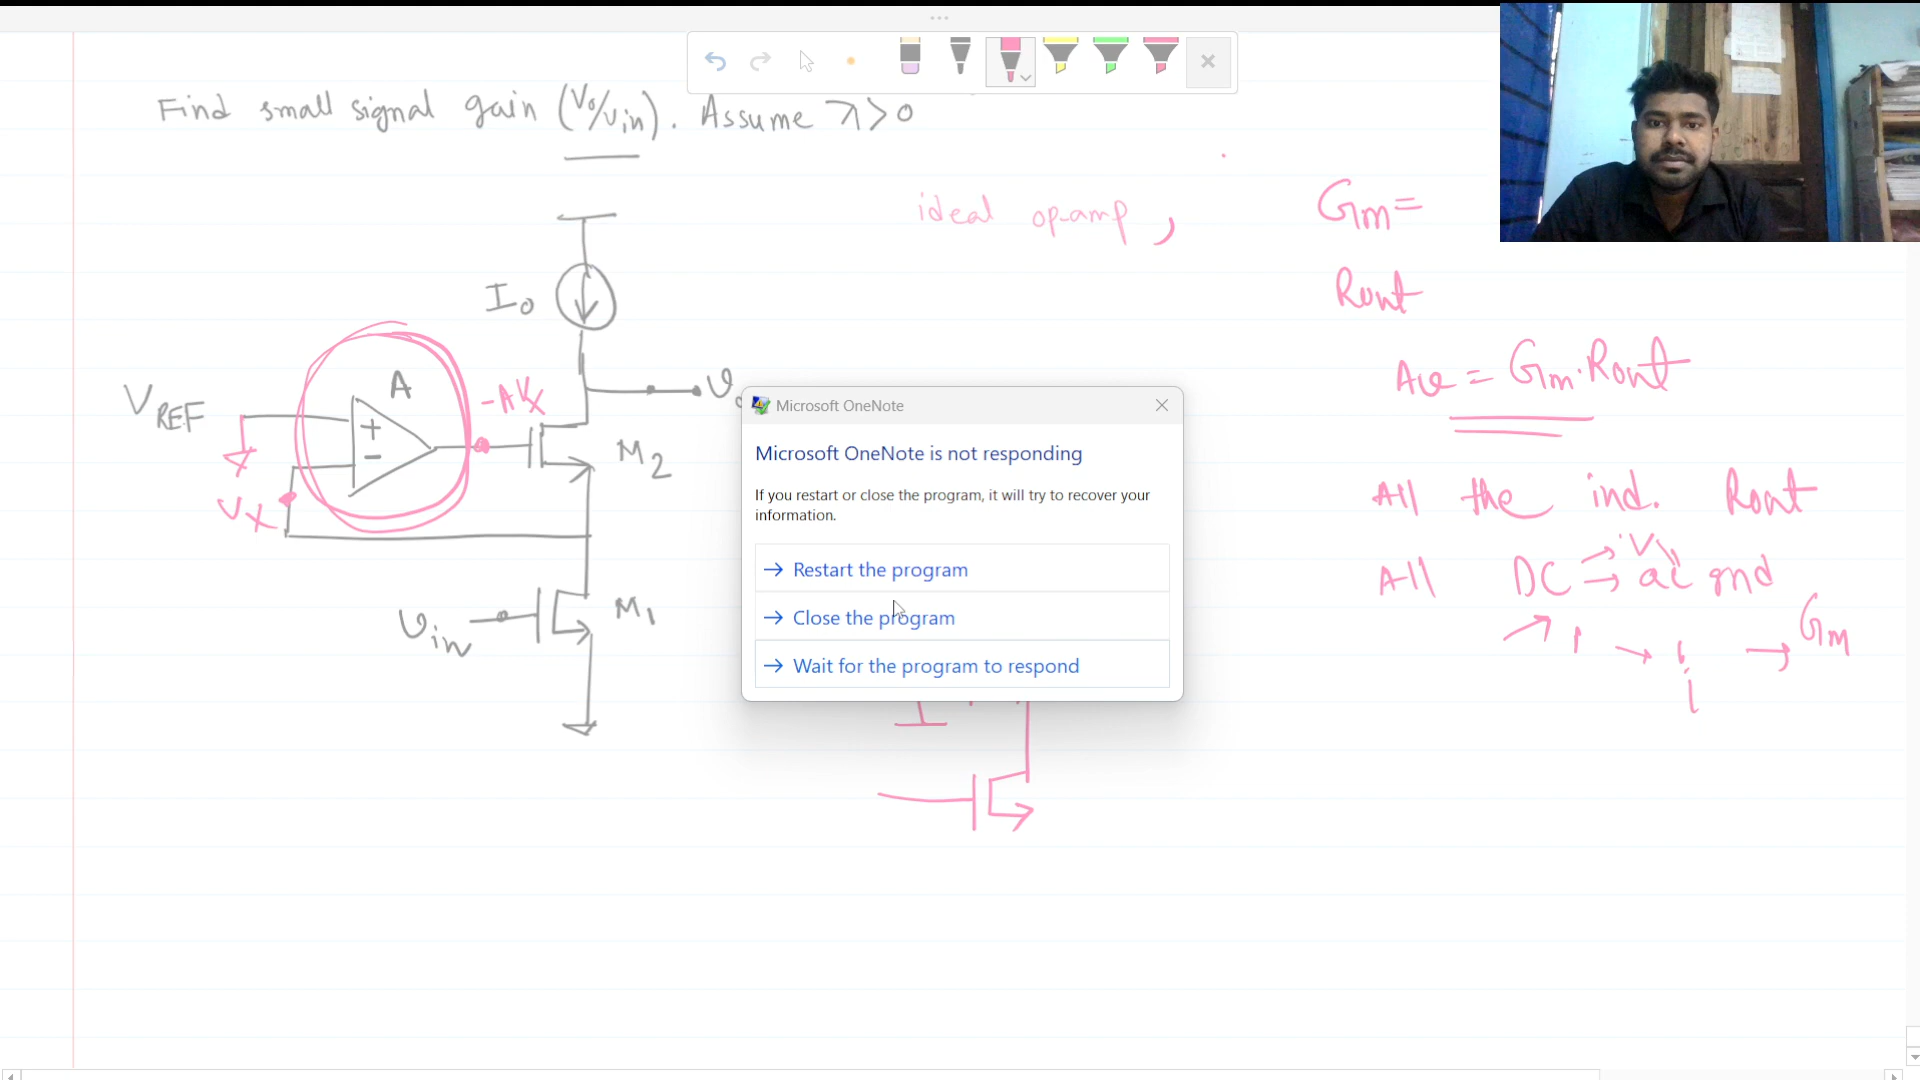 Find small signal gain (Vo/Vin). Assume λ>0
ideal op-amp,
Gm=
Rout
Av = Gm.Rout
All the ind. Rout
All DC → ac gnd
i → Gm
I0
A
VREF
+
-
-AVx
M2
Vx
Vin
M1
Microsoft OneNote
Microsoft OneNote is not responding
If you restart or close the program, it will try to recover your
information.
Restart the program
Close the program
Wait for the program to respond